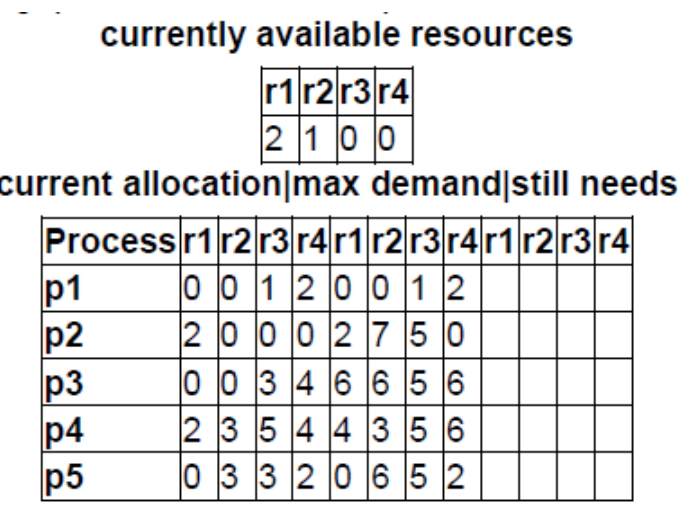 currently available resources
r1 r2 r3 r4
2 1 0 0
current allocation|max demand|still needs
Process r1 r2 r3 r4 r1 r2 r3 r4 r1 r2 r3 r4
p1 0 0 1 2 0 0 1 2
p2 2 0 0 0 2 7 5 0
p3 0 0 3 4 6 6 5 6
p4 2 3 5 4 4 3 5 6
p5 0 3 3 2 0 6 5 2